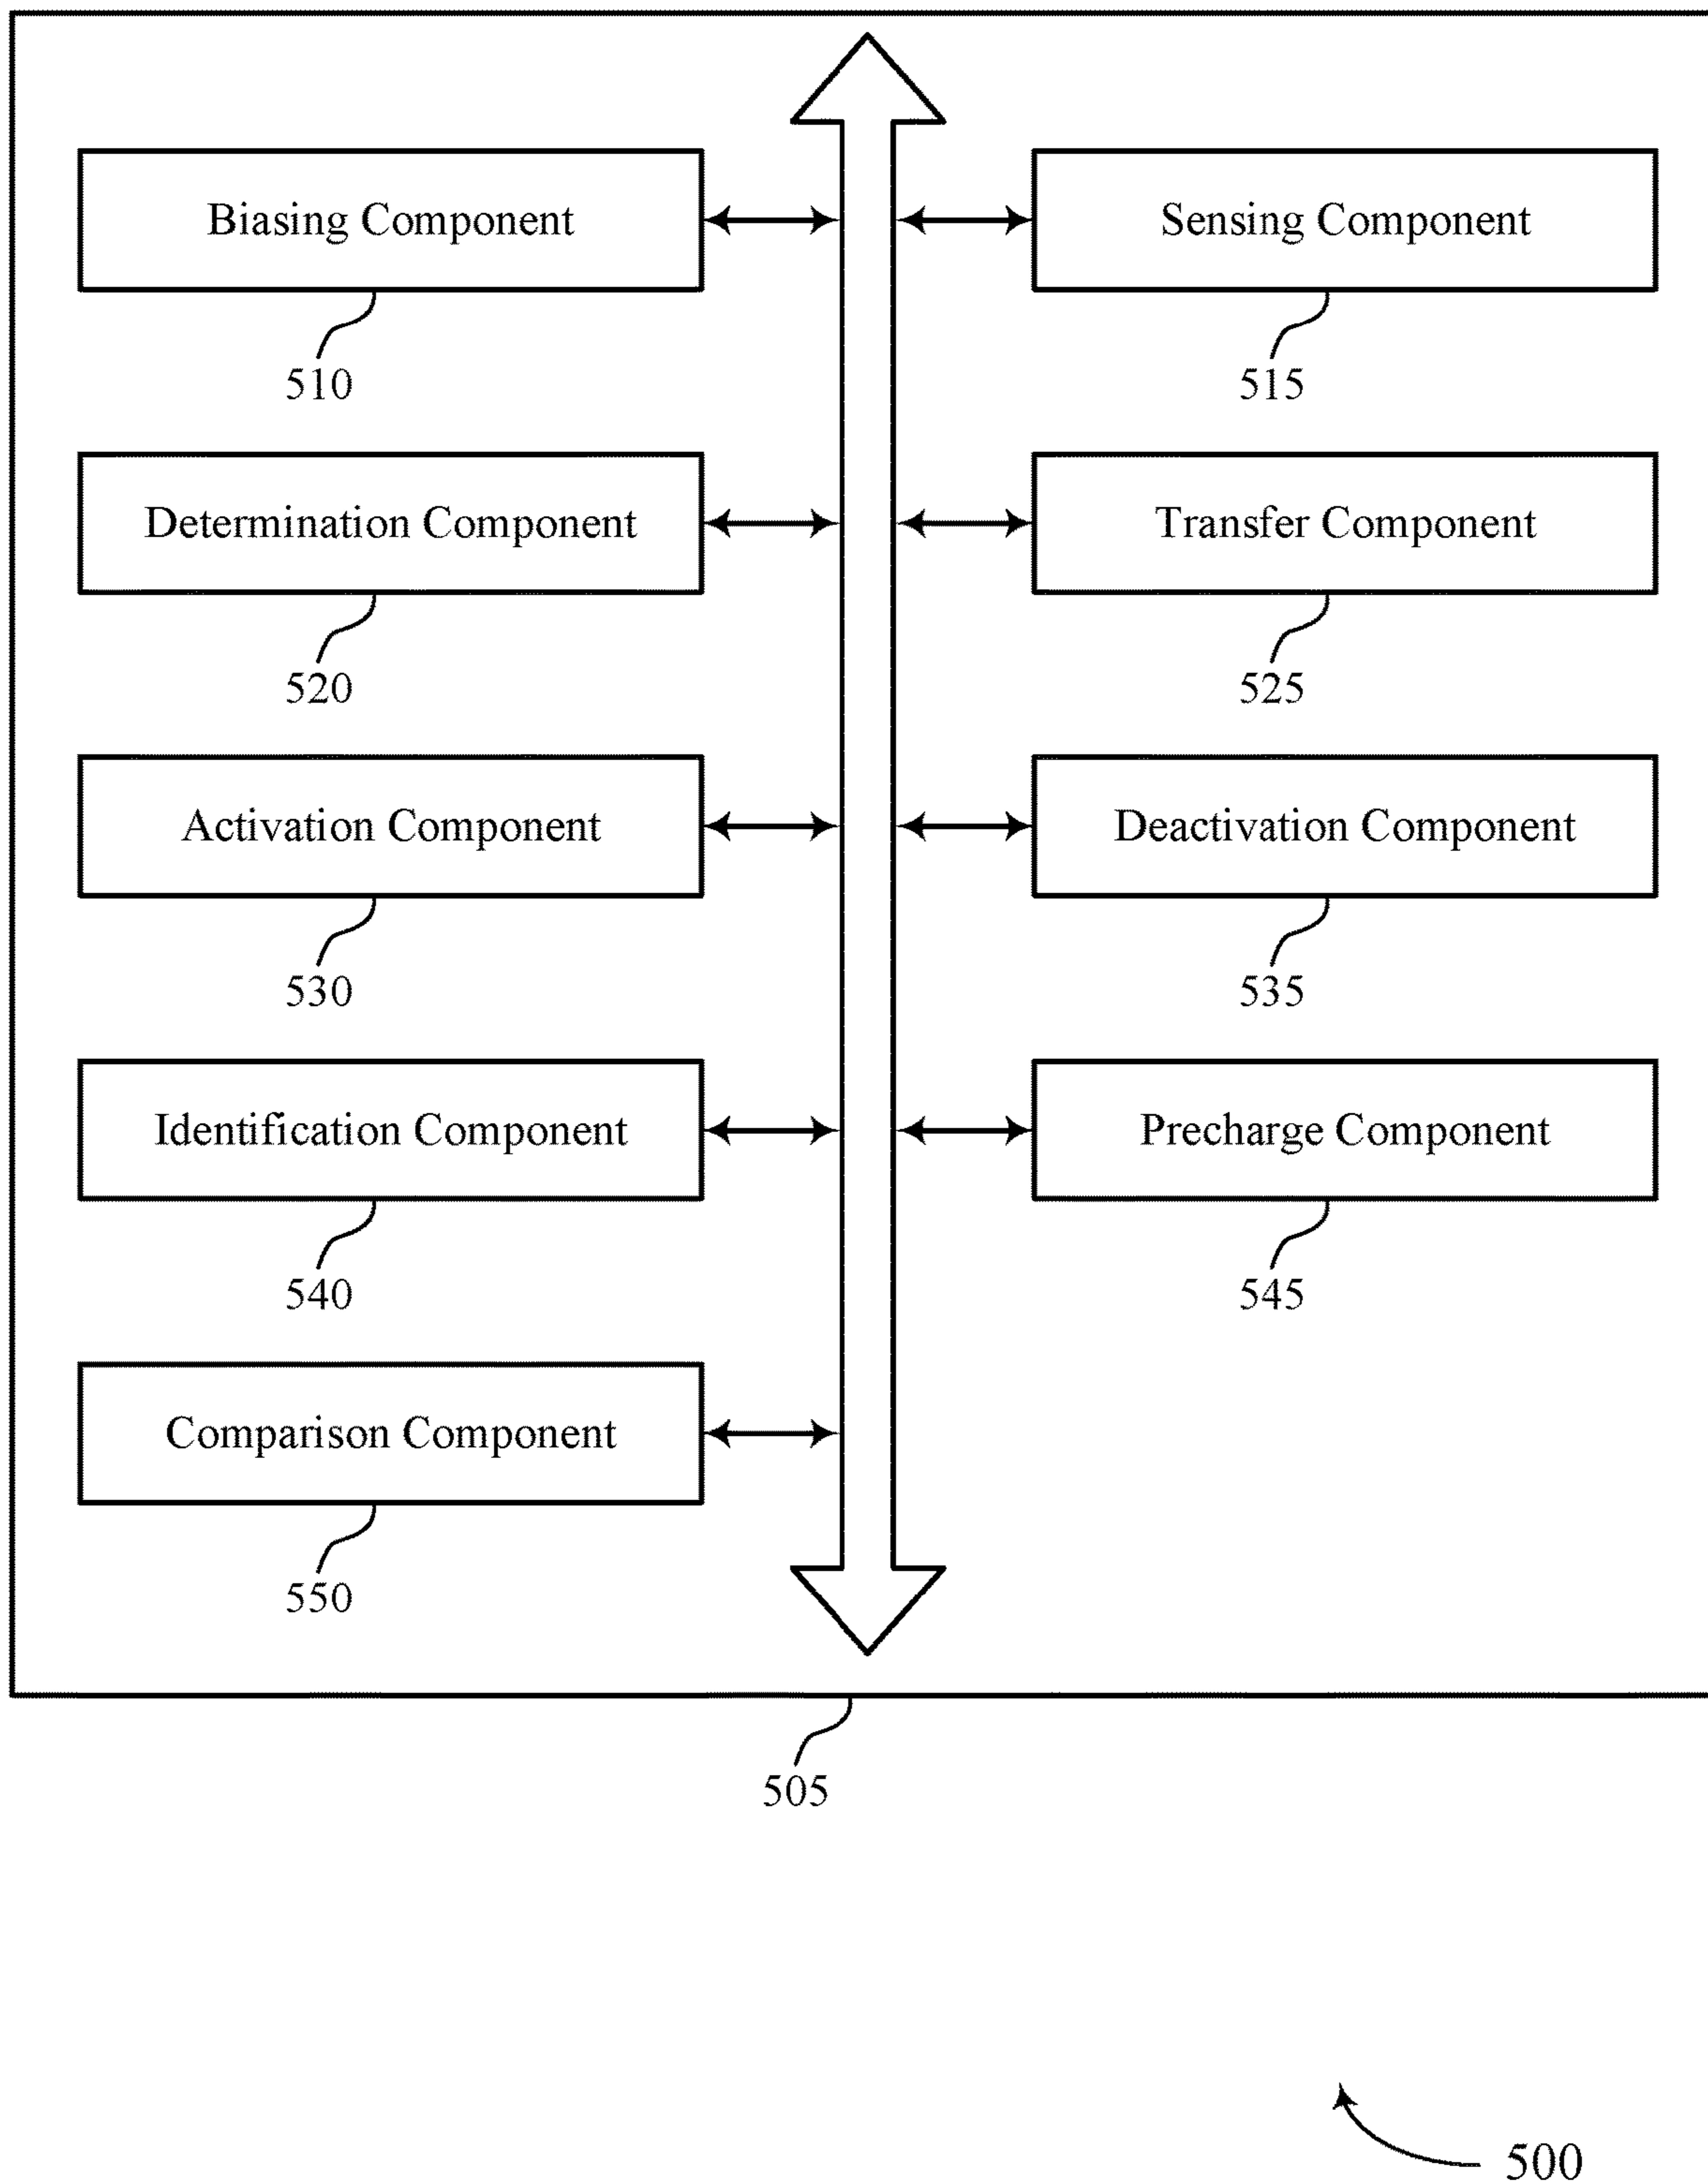 Biasing Component
Sensing Component
510
515
Determination Component
Transfer Component
520
525
Activation Component
Deactivation Component
530
535
Identification Component
Precharge Component
540
545
Comparison Component
550
505
500